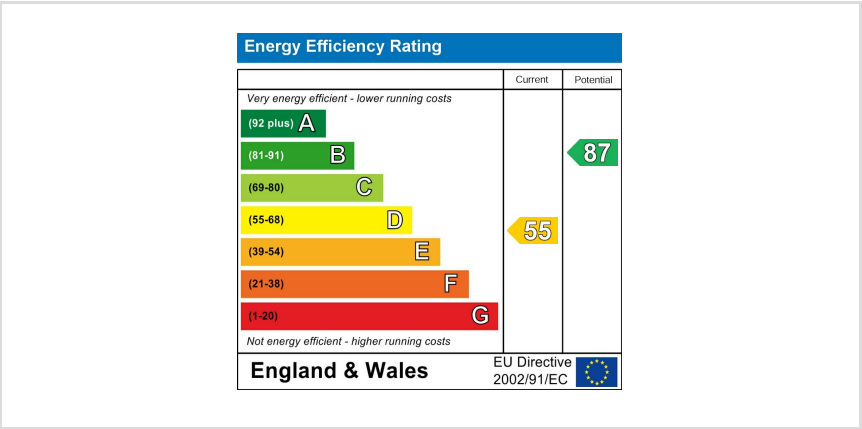 Energy Efficiency Rating
Current Potential
Very energy efficient - lower running costs
(92 plus) A
(81-91) B
87
(69-80) C
(55-68) D
55
(39-54) E
(21-38) F
(1-20) G
Not energy efficient - higher running costs
England & Wales
EU Directive
2002/91/EC